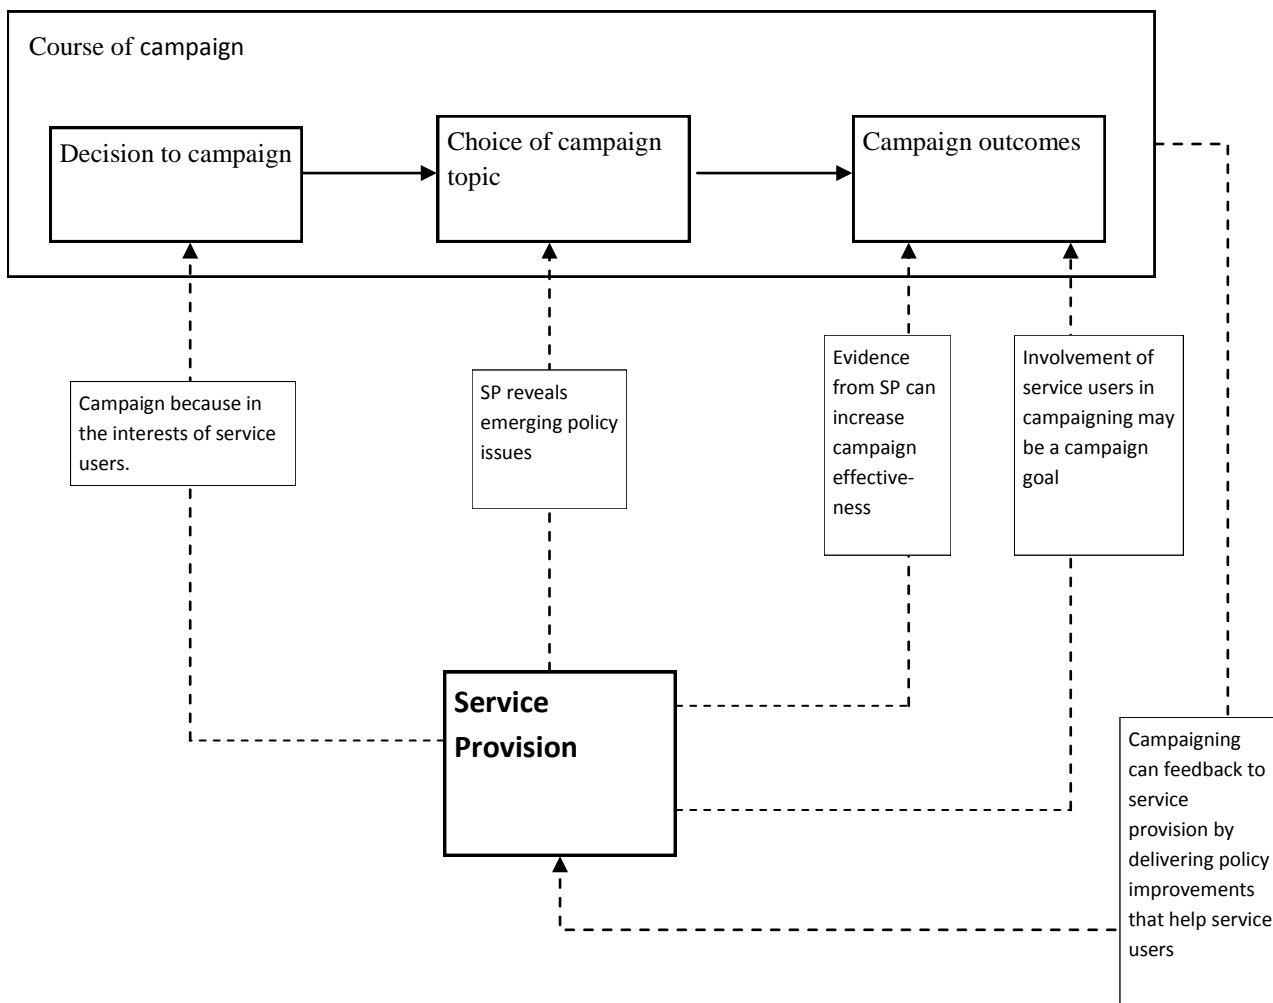 Course of campaign
Decision to campaign
Choice of campaign
topic
Campaign outcomes
Campaign because in
the interests of service
users.
SP reveals
emerging policy
issues
Evidence
from SP can
increase
campaign
effective-
ness
Involvement of
service users in
campaigning may
be a campaign
goal
Service
Provision
Campaigning
can feedback to
service
provision by
delivering policy
improvements
that help service
users